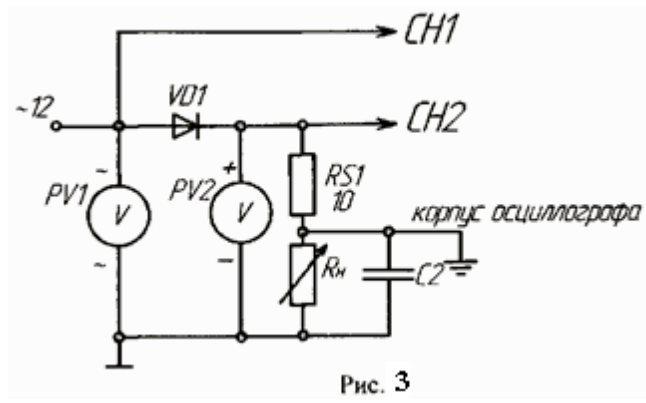 CH1
~12
VD1
CH2
PV1
~
V
~
PV2
+
V
–
RS1
10
корпус осциллографа
Rн
C2
Рис. 3